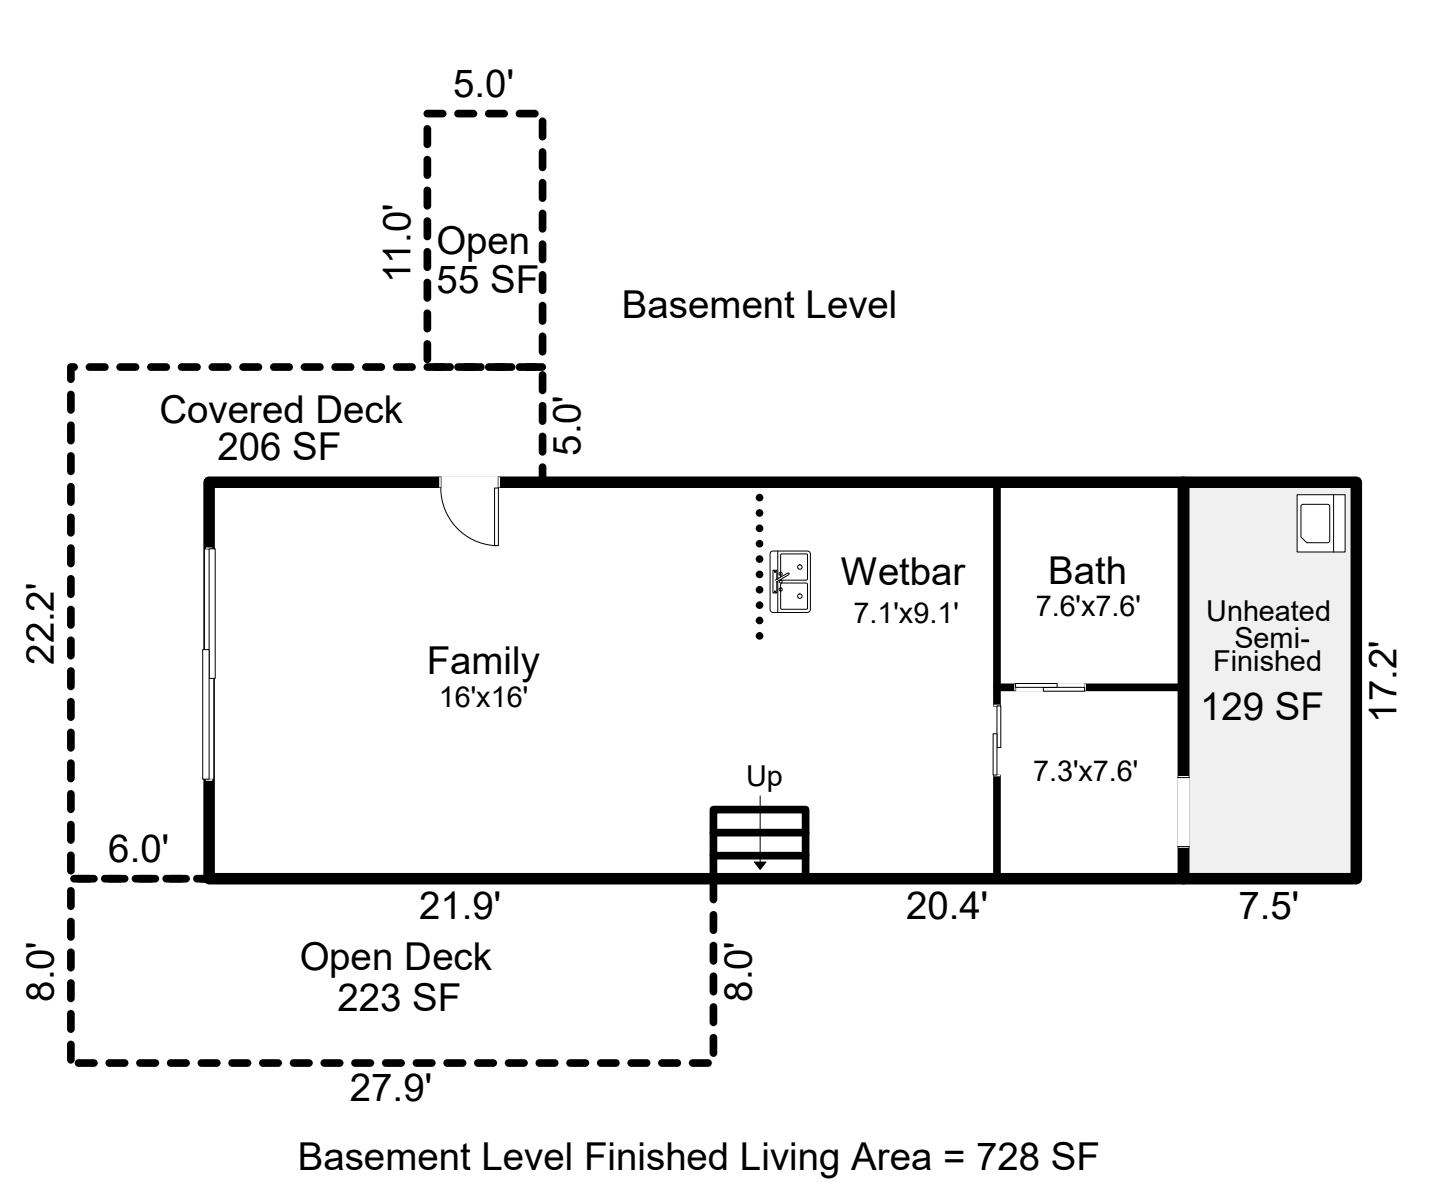 5.0'
11.0'
Open
55 SF
Basement Level
Covered Deck
206 SF
5.0'
22.2'
Family
16'x16'
Wetbar
7.1'x9.1'
Bath
7.6'x7.6'
Unheated
Semi-
Finished
129 SF
17.2'
7.3'x7.6'
Up
6.0'
21.9'
20.4'
7.5'
8.0'
Open Deck
223 SF
8.0'
27.9'
Basement Level Finished Living Area = 728 SF